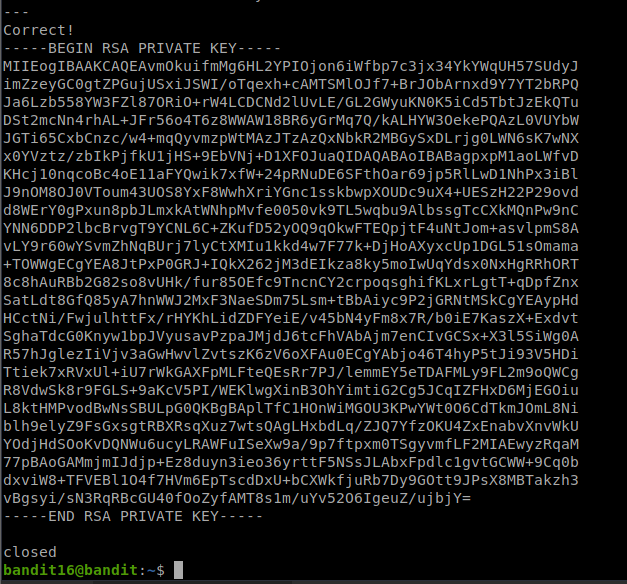 ---
Correct!
-----BEGIN RSA PRIVATE KEY-----
MIIEogIBAAKCAQEAvmOkuifmMg6HL2YPIOjon6iWfbp7c3jx34YkYWqUH57SUdyJ
imZzeyGC0gtZPGujUSxiJSWI/oTqexh+cAMTSMlOJf7+BrJObArnxd9Y7YT2bRPQ
Ja6Lzb558YW3FZl87ORiO+rW4LCDCNd2lUvLE/GL2GWyuKN0K5iCd5TbtJzEkQTu
DSt2mcNn4rhAL+JFr56o4T6z8WWAW18BR6yGrMq7Q/kALHYW3OekePQAzL0VUYbW
JGTi65CxbCnzc/w4+mqQyvmzpWtMAzJTzAzQxNbkR2MBGySxDLrjg0LWN6sK7wNX
x0YVztz/zbIkPjfkU1jHS+9EbVNj+D1XFOJuaQIDAQABAoIBABagpxpM1aoLWfvD
KHcj10nqcoBc4oE11aFYQwik7xfW+24pRNuDE6SFthOar69jp5RlLwD1NhPx3iBl
J9nOM8OJ0VToum43UOS8YxF8WwhXriYGnc1sskbwpXOUDc9uX4+UESzH22P29ovd
d8WErY0gPxun8pbJLmxkAtWNhpMvfe0050vk9TL5wqbu9AlbssgTcCXkMQnPw9nC
YNN6DDP2lbcBrvgT9YCNL6C+ZKufD52yOQ9qOkwFTEQpjtF4uNtJom+asvlpmS8A
vLY9r60wYSvmZhNqBUrj7lyCtXMIu1kkd4w7F77k+DjHoAXyxcUp1DGL51sOmama
+TOWWgECgYEA8JtPxP0GRJ+IQkX262jM3dEIkza8ky5moIwUqYdsx0NxHgRRhORT
8c8hAuRBb2G82so8vUHk/fur85OEfc9TncnCY2crpoqsghifKLxrLgtT+qDpfZnx
SatLdt8GfQ85yA7hnWWJ2MxF3NaeSDm75Lsm+tBbAiyc9P2jGRNtMSkCgYEAypHd
HCctNi/FwjulhttFx/rHYKhLidZDFYeiE/v45bN4yFm8x7R/b0iE7KaszX+Exdvt
SghaTdcG0Knyw1bpJVyusavPzpaJMjdJ6tcFhVAbAjm7enCIvGCSx+X3l5SiWg0A
R57hJglezIiVjv3aGwHwvlZvtszK6zV6oXFAu0ECgYAbjo46T4hyP5tJi93V5HDi
Ttiek7xRVxUl+iU7rWkGAXFpMLFteQEsRr7PJ/lemmEY5eTDAFMLy9FL2m9oQWCg
R8VdwSk8r9FGLS+9aKcV5PI/WEKlwgXinB3OhYimtiG2Cg5JCqIZFHxD6MjEGOiu
L8ktHMPvodBwNsSBULpG0QKBgBAplTfC1HOnWiMGOU3KPwYWt0O6CdTkmJOmL8Ni
blh9elyZ9FsGxsgtRBXRsqXuz7wtsQAgLHxbdLq/ZJQ7YfzOKU4ZxEnabvXnvWkU
YOdjHdSOoKvDQNWu6ucyLRAWFuISeXw9a/9p7ftpxm0TSgyvmfLF2MIAEwyzRqaM
77pBAoGAMmjmIJdjp+Ez8duyn3ieo36yrttF5NSsJLAbxFpdlc1gvtGCWW+9Cq0b
dxviW8+TFVEBl1O4f7HVm6EpTscdDxU+bCXWkfjuRb7Dy9GOtt9JPsX8MBTakzh3
vBgsyi/sN3RqRBcGU40fOoZyfAMT8s1m/uYv52O6IgeuZ/ujbjY=
-----END RSA PRIVATE KEY-----
closed
bandit16@bandit:~$